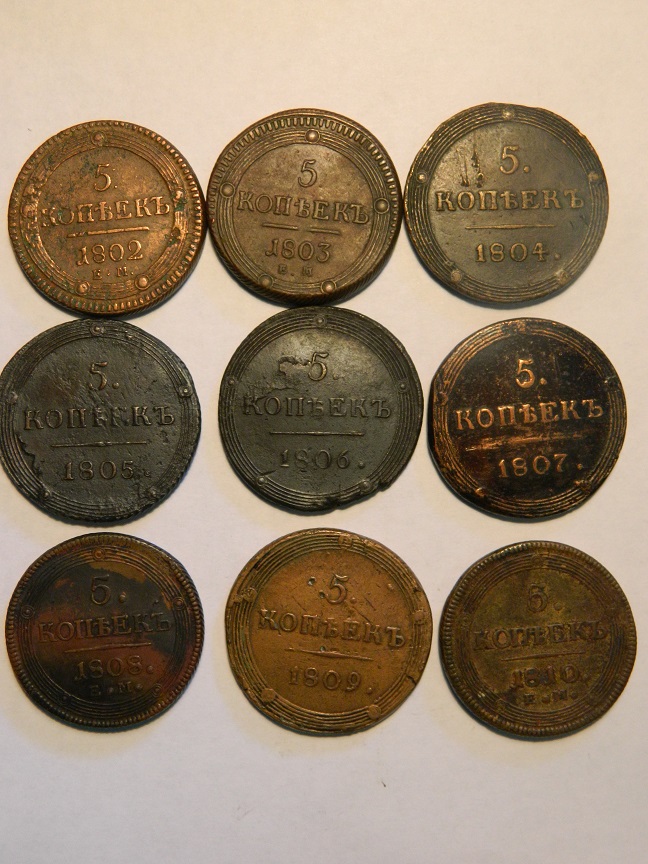 5.
КОПѢЕКЪ
1802
Е. М.
5
КОПѢЕКЪ
1803
Е М
5.
КОПѢЕКЪ
1804.
5.
КОПѢЕКЪ
1805.
5.
КОПѢЕКЪ
1806.
5.
КОПѢЕКЪ
1807.
5.
КОПѢЕКЪ
1808.
Е. М.
5.
КОПѢЕКЪ
1809.
5.
КОПѢЕКЪ
1810.
Е. М.